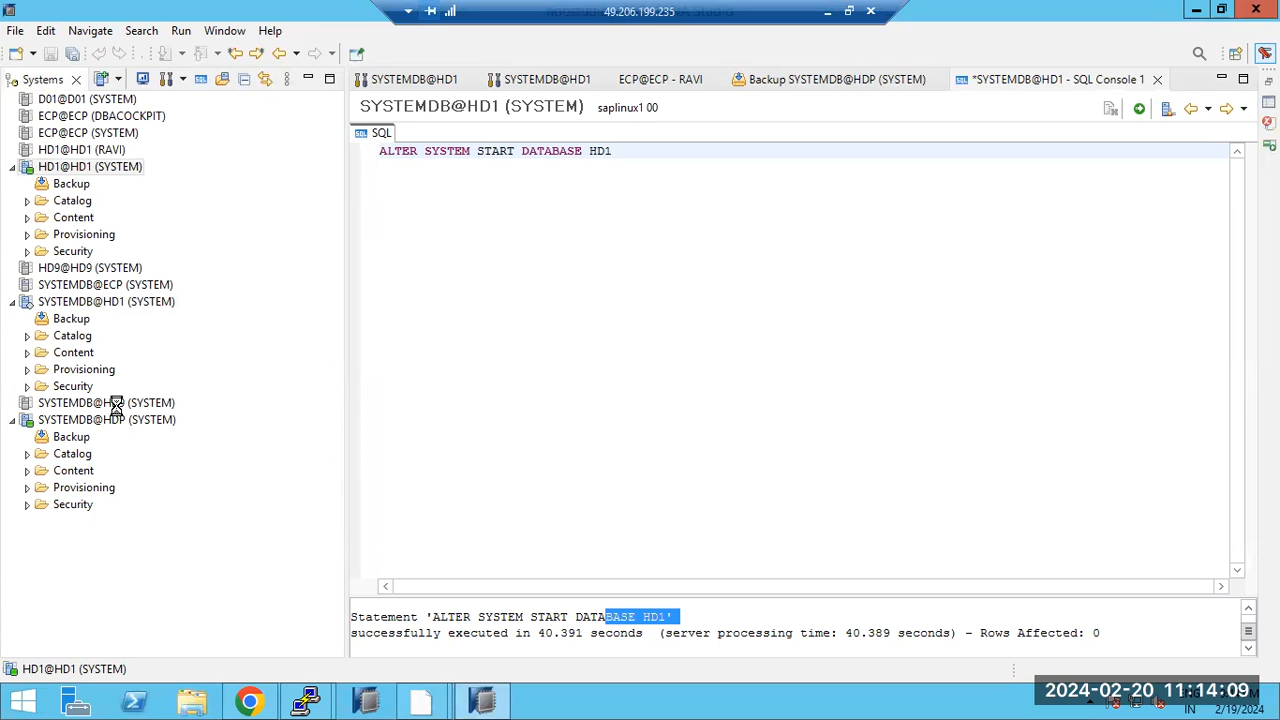 49.206.199.235
File Edit Navigate Search Run Window Help
Systems
SYSTEMDB@HD1 SYSTEMDB@HD1 ECP@ECP - RAVI Backup SYSTEMDB@HDP (SYSTEM) *SYSTEMDB@HD1 - SQL Console 1
D01@D01 (SYSTEM)
ECP@ECP (DBACOCKPIT)
ECP@ECP (SYSTEM)
HD1@HD1 (RAVI)
HD1@HD1 (SYSTEM)
Backup
Catalog
Content
Provisioning
Security
HD9@HD9 (SYSTEM)
SYSTEMDB@ECP (SYSTEM)
SYSTEMDB@HD1 (SYSTEM)
Backup
Catalog
Content
Provisioning
Security
(SYSTEM)
SYSTEMDB@HDP (SYSTEM)
Backup
Catalog
Content
Provisioning
Security
SYSTEMDB@HD1 (SYSTEM) saplinux1 00
SQL
ALTER SYSTEM START DATABASE HD1
Statement 'ALTER SYSTEM START DATABASE HD1'
successfully executed in 40.391 seconds (server processing time: 40.389 seconds) - Rows Affected: 0
HD1@HD1 (SYSTEM)
2024-02-20 11:14:09
IN 2/19/2024